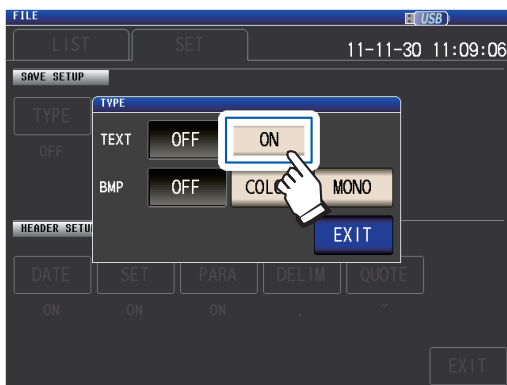 FILE USB
LIST SET 11-11-30 11:09:06
SAVE SETUP
TYPE
OFF
TYPE
TEXT OFF ON
BMP OFF MONO
EXIT
HEADER
DATE SET PARA DELIM QUOTE
ON ON ON , ~
EXIT